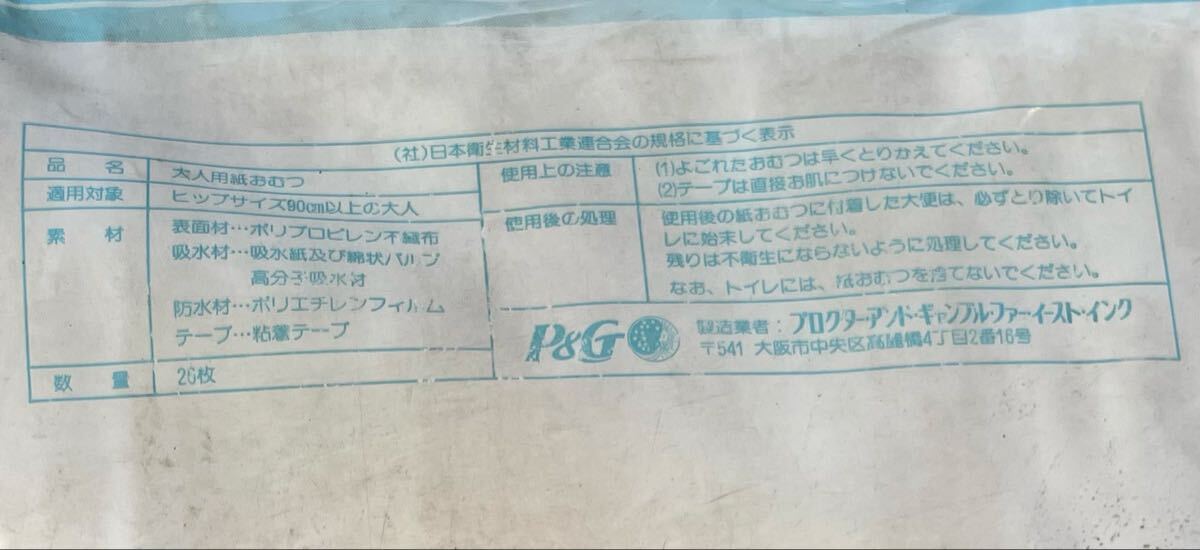 (社)日本衛生材料工業連合会の規格に基づく表示
品名 大人用紙おむつ
適用対象 ヒップサイズ90cm以上の大人
素材 表面材…ポリプロピレン不織布
吸水材…吸水紙及び綿状パルプ
高分子吸水材
防水材…ポリエチレンフィルム
テープ…粘着テープ
数量 26枚
使用上の注意 (1)よごれたおむつは早くとりかえてください。
(2)テープは直接お肌につけないでください。
使用後の処理 使用後の紙おむつに付着した大便は、必ずとり除いてトイ
レに始末してください。
残りは不衛生にならないように処理してください。
なお、トイレには、紙おむつを捨てないでください。
P&G 製造業者：プロクター・アンド・ギャンブル・ファー・イースト・インク
〒541 大阪市中央区高麗橋4丁目2番16号